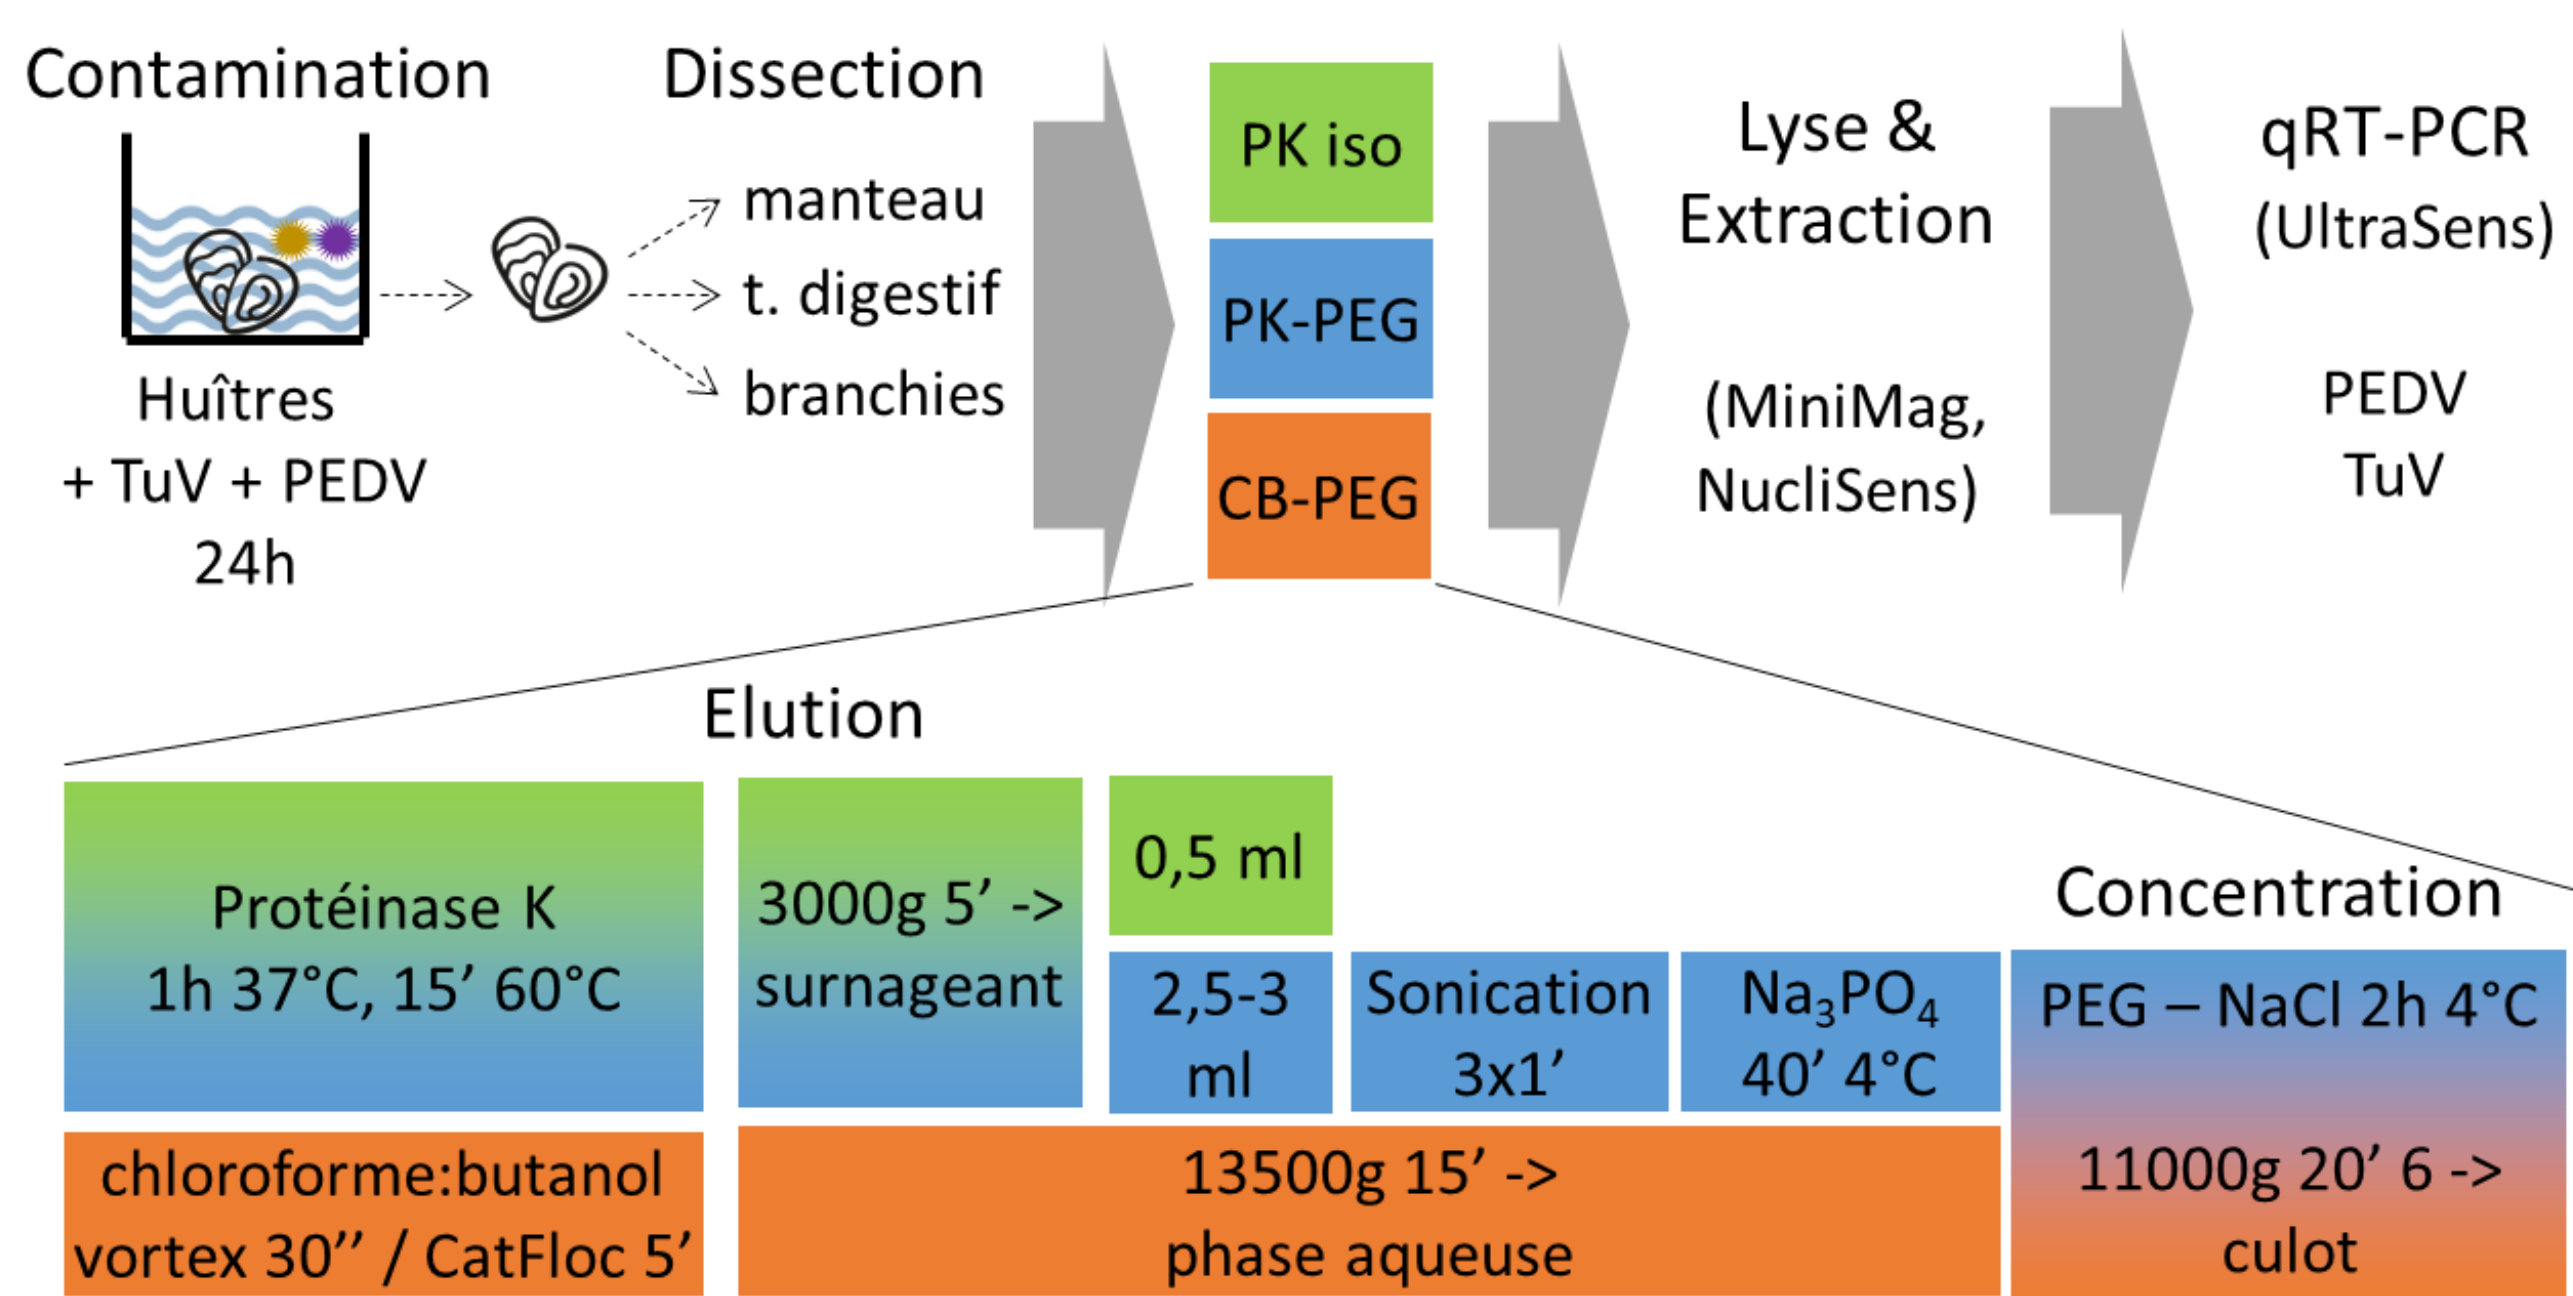 Contamination
Huîtres
+ TuV + PEDV
24h
Dissection
manteau
t. digestif
branchies
PK iso
PK-PEG
CB-PEG
Lyse &
Extraction
(MiniMag,
NucliSens)
qRT-PCR
(UltraSens)
PEDV
TuV
Elution
Protéinase K
1h 37°C, 15’ 60°C
3000g 5’ ->
surnageant
0,5 ml
2,5-3
ml
Sonication
3x1’
Na₃PO₄
40’ 4°C
chloroforme:butanol
vortex 30’’ / CatFloc 5’
13500g 15’ ->
phase aqueuse
Concentration
PEG – NaCl 2h 4°C
11000g 20’ 6 ->
culot